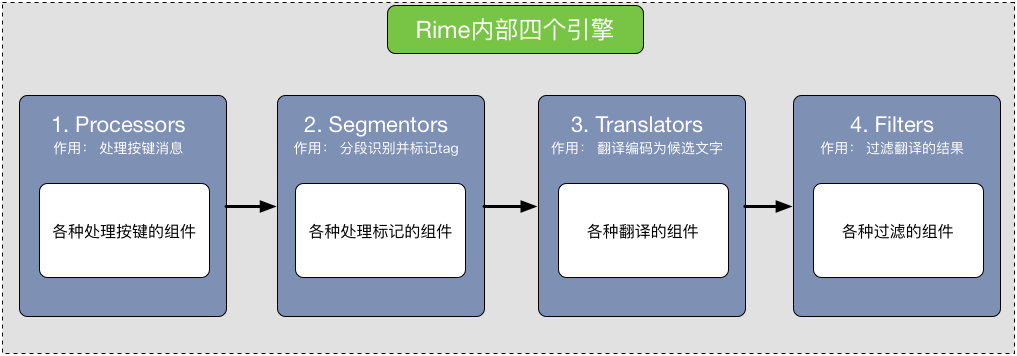 Rime内部四个引擎
1. Processors
作用： 处理按键消息
各种处理按键的组件
2. Segmentors
作用： 分段识别并标记tag
各种处理标记的组件
3. Translators
作用： 翻译编码为候选文字
各种翻译的组件
4. Filters
作用： 过滤翻译的结果
各种过滤的组件